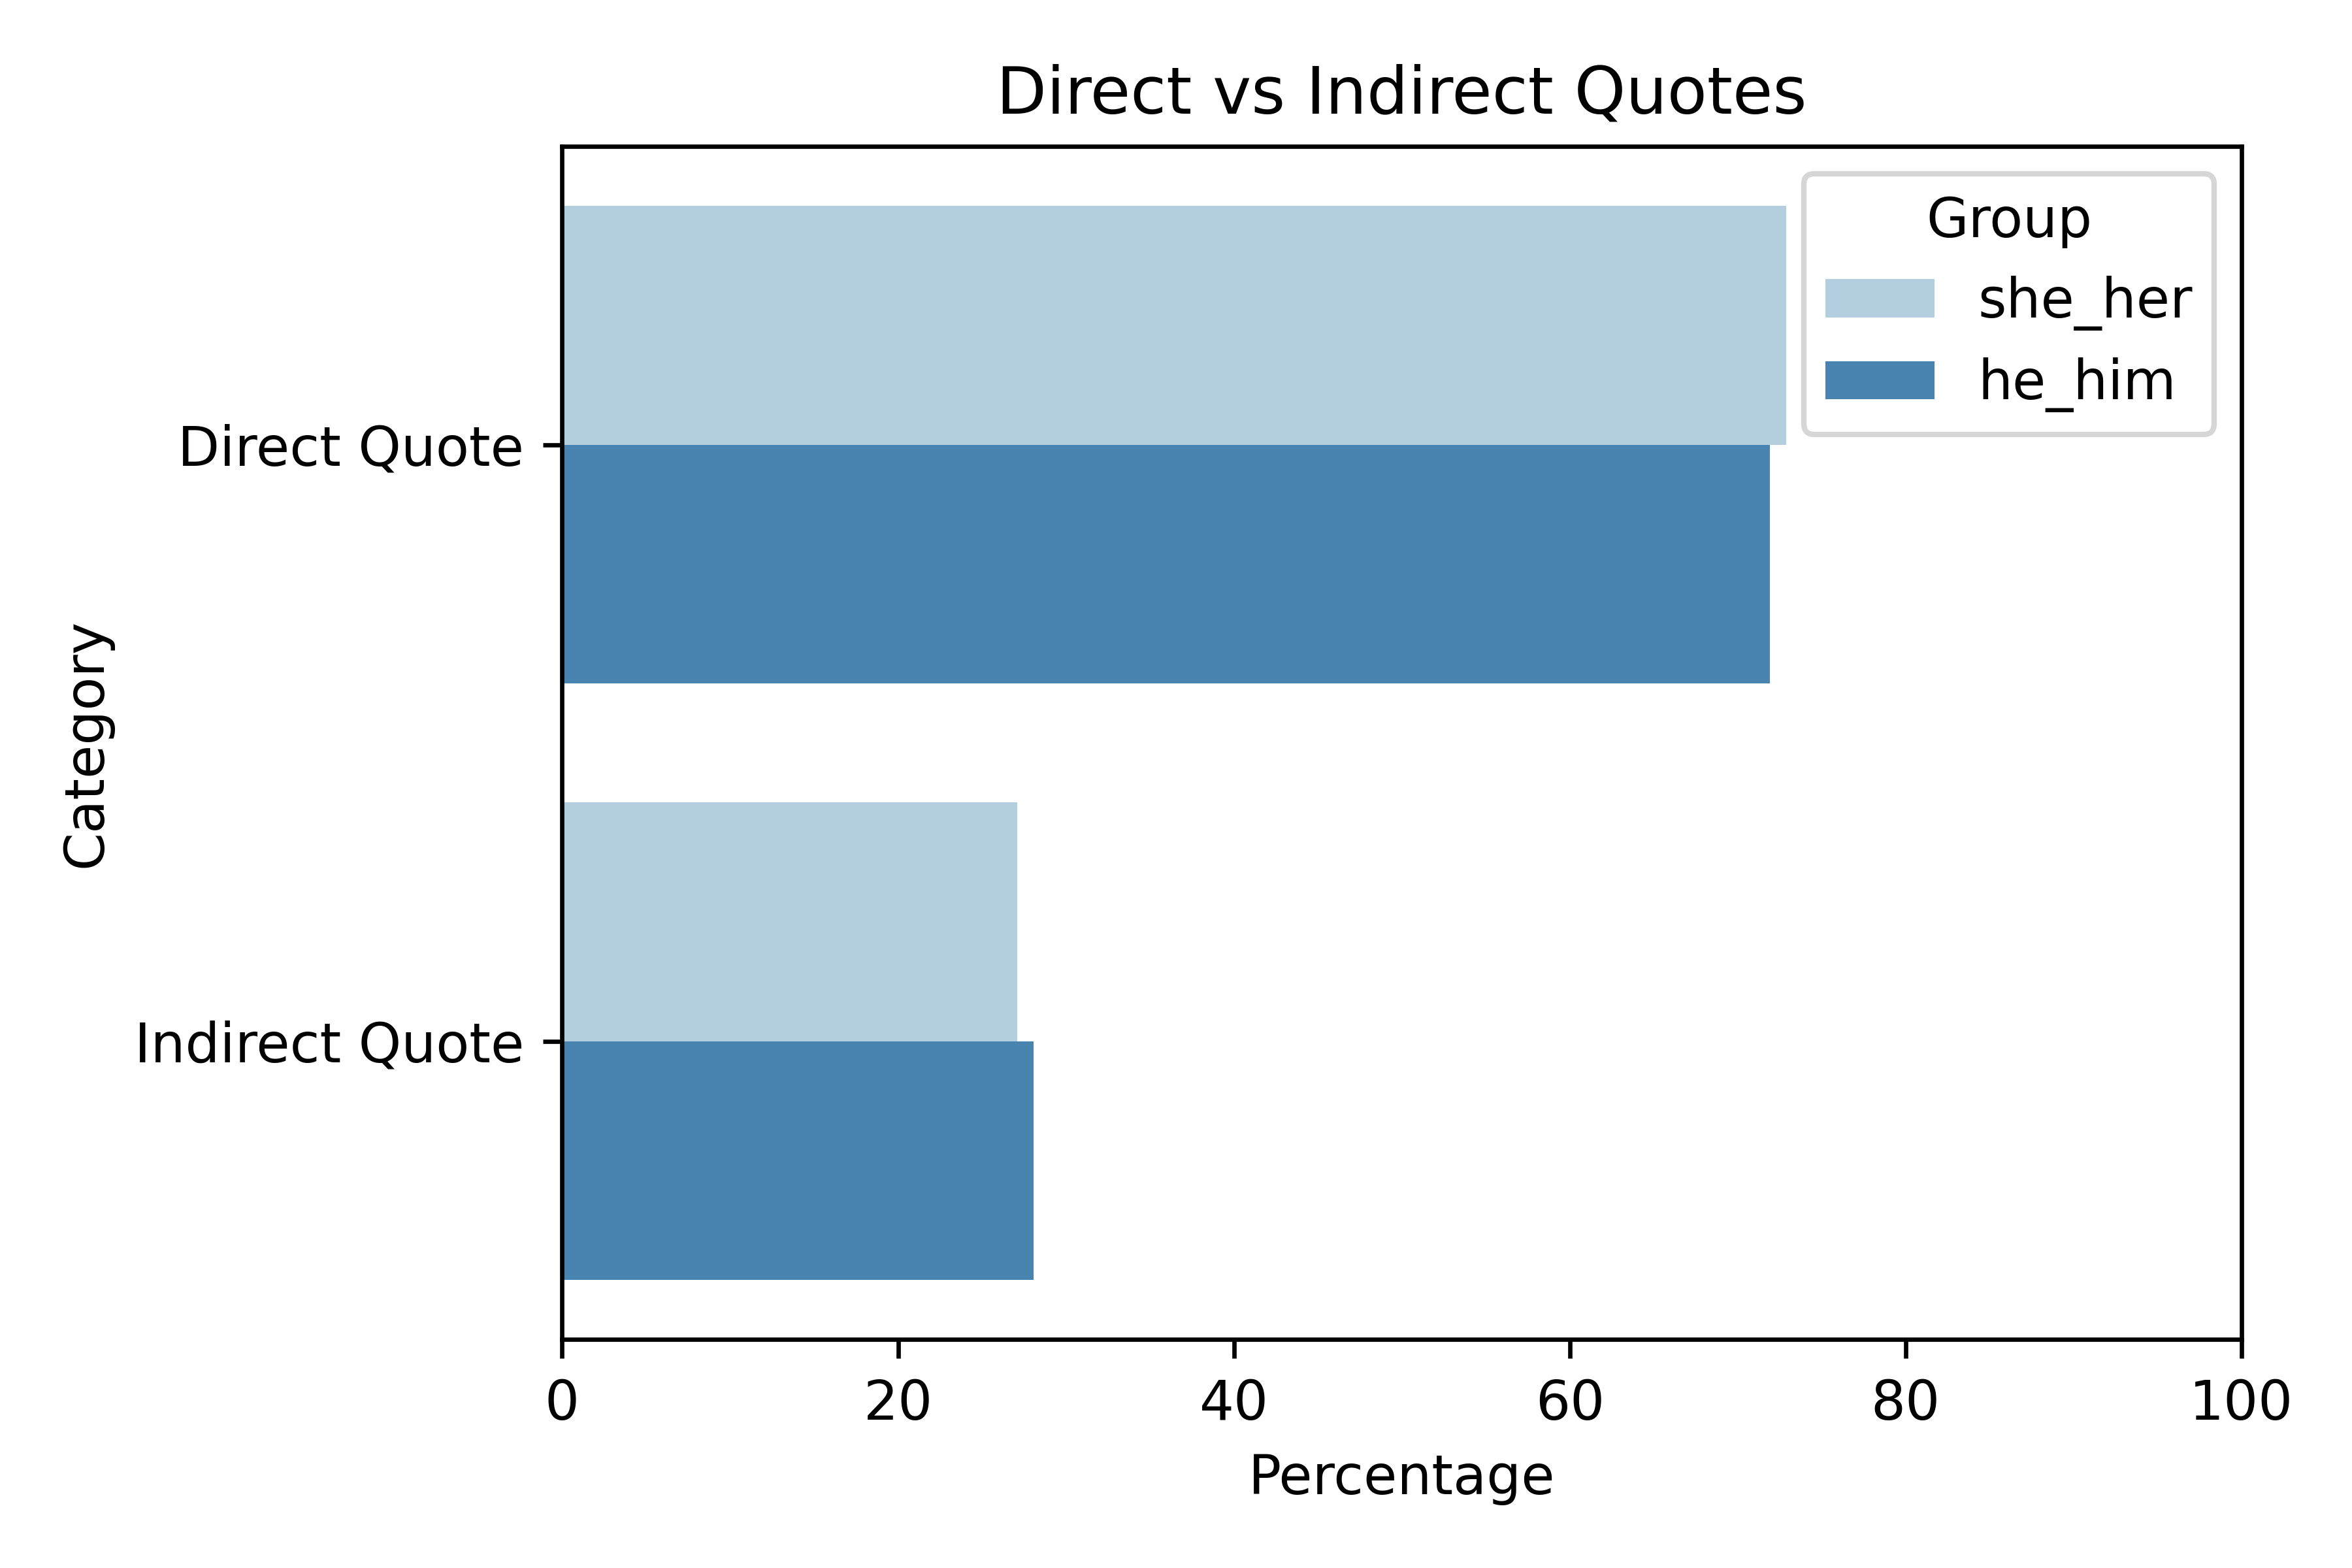 Direct vs Indirect Quotes
Group
she_her
he_him
Direct Quote
Indirect Quote
Category
0 20 40 60 80 100
Percentage